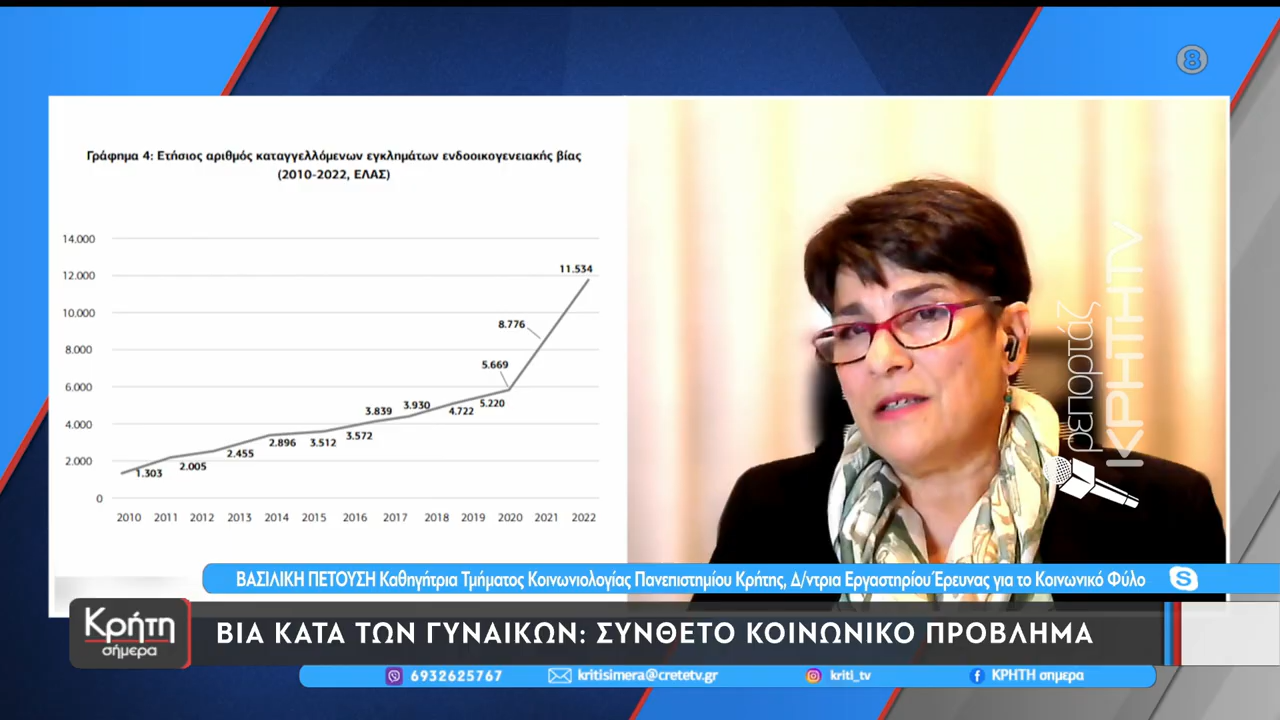 8
Γράφημα 4: Ετήσιος αριθμός καταγγελλόμενων εγκλημάτων ενδοοικογενειακής βίας
(2010-2022, ΕΛΑΣ)
14.000
12.000
10.000
8.000
6.000
4.000
2.000
0
1.303
2.005
2.455
2.896
3.512
3.572
3.839
3.930
4.722
5.220
5.669
8.776
11.534
2010 2011 2012 2013 2014 2015 2016 2017 2018 2019 2020 2021 2022
ρεπορτάζ
ΚΡΗΤΗTV
ΒΑΣΙΛΙΚΗ ΠΕΤΟΥΣΗ Καθηγήτρια Τμήματος Κοινωνιολογίας Πανεπιστημίου Κρήτης, Δ/ντρια Εργαστηρίου Έρευνας για το Κοινωνικό Φύλο
S
Κρήτη
σήμερα
ΒΙΑ ΚΑΤΑ ΤΩΝ ΓΥΝΑΙΚΩΝ: ΣΥΝΘΕΤΟ ΚΟΙΝΩΝΙΚΟ ΠΡΟΒΛΗΜΑ
6932625767 kritisimera@cretetv.gr kriti_tv ΚΡΗΤΗ σημερα